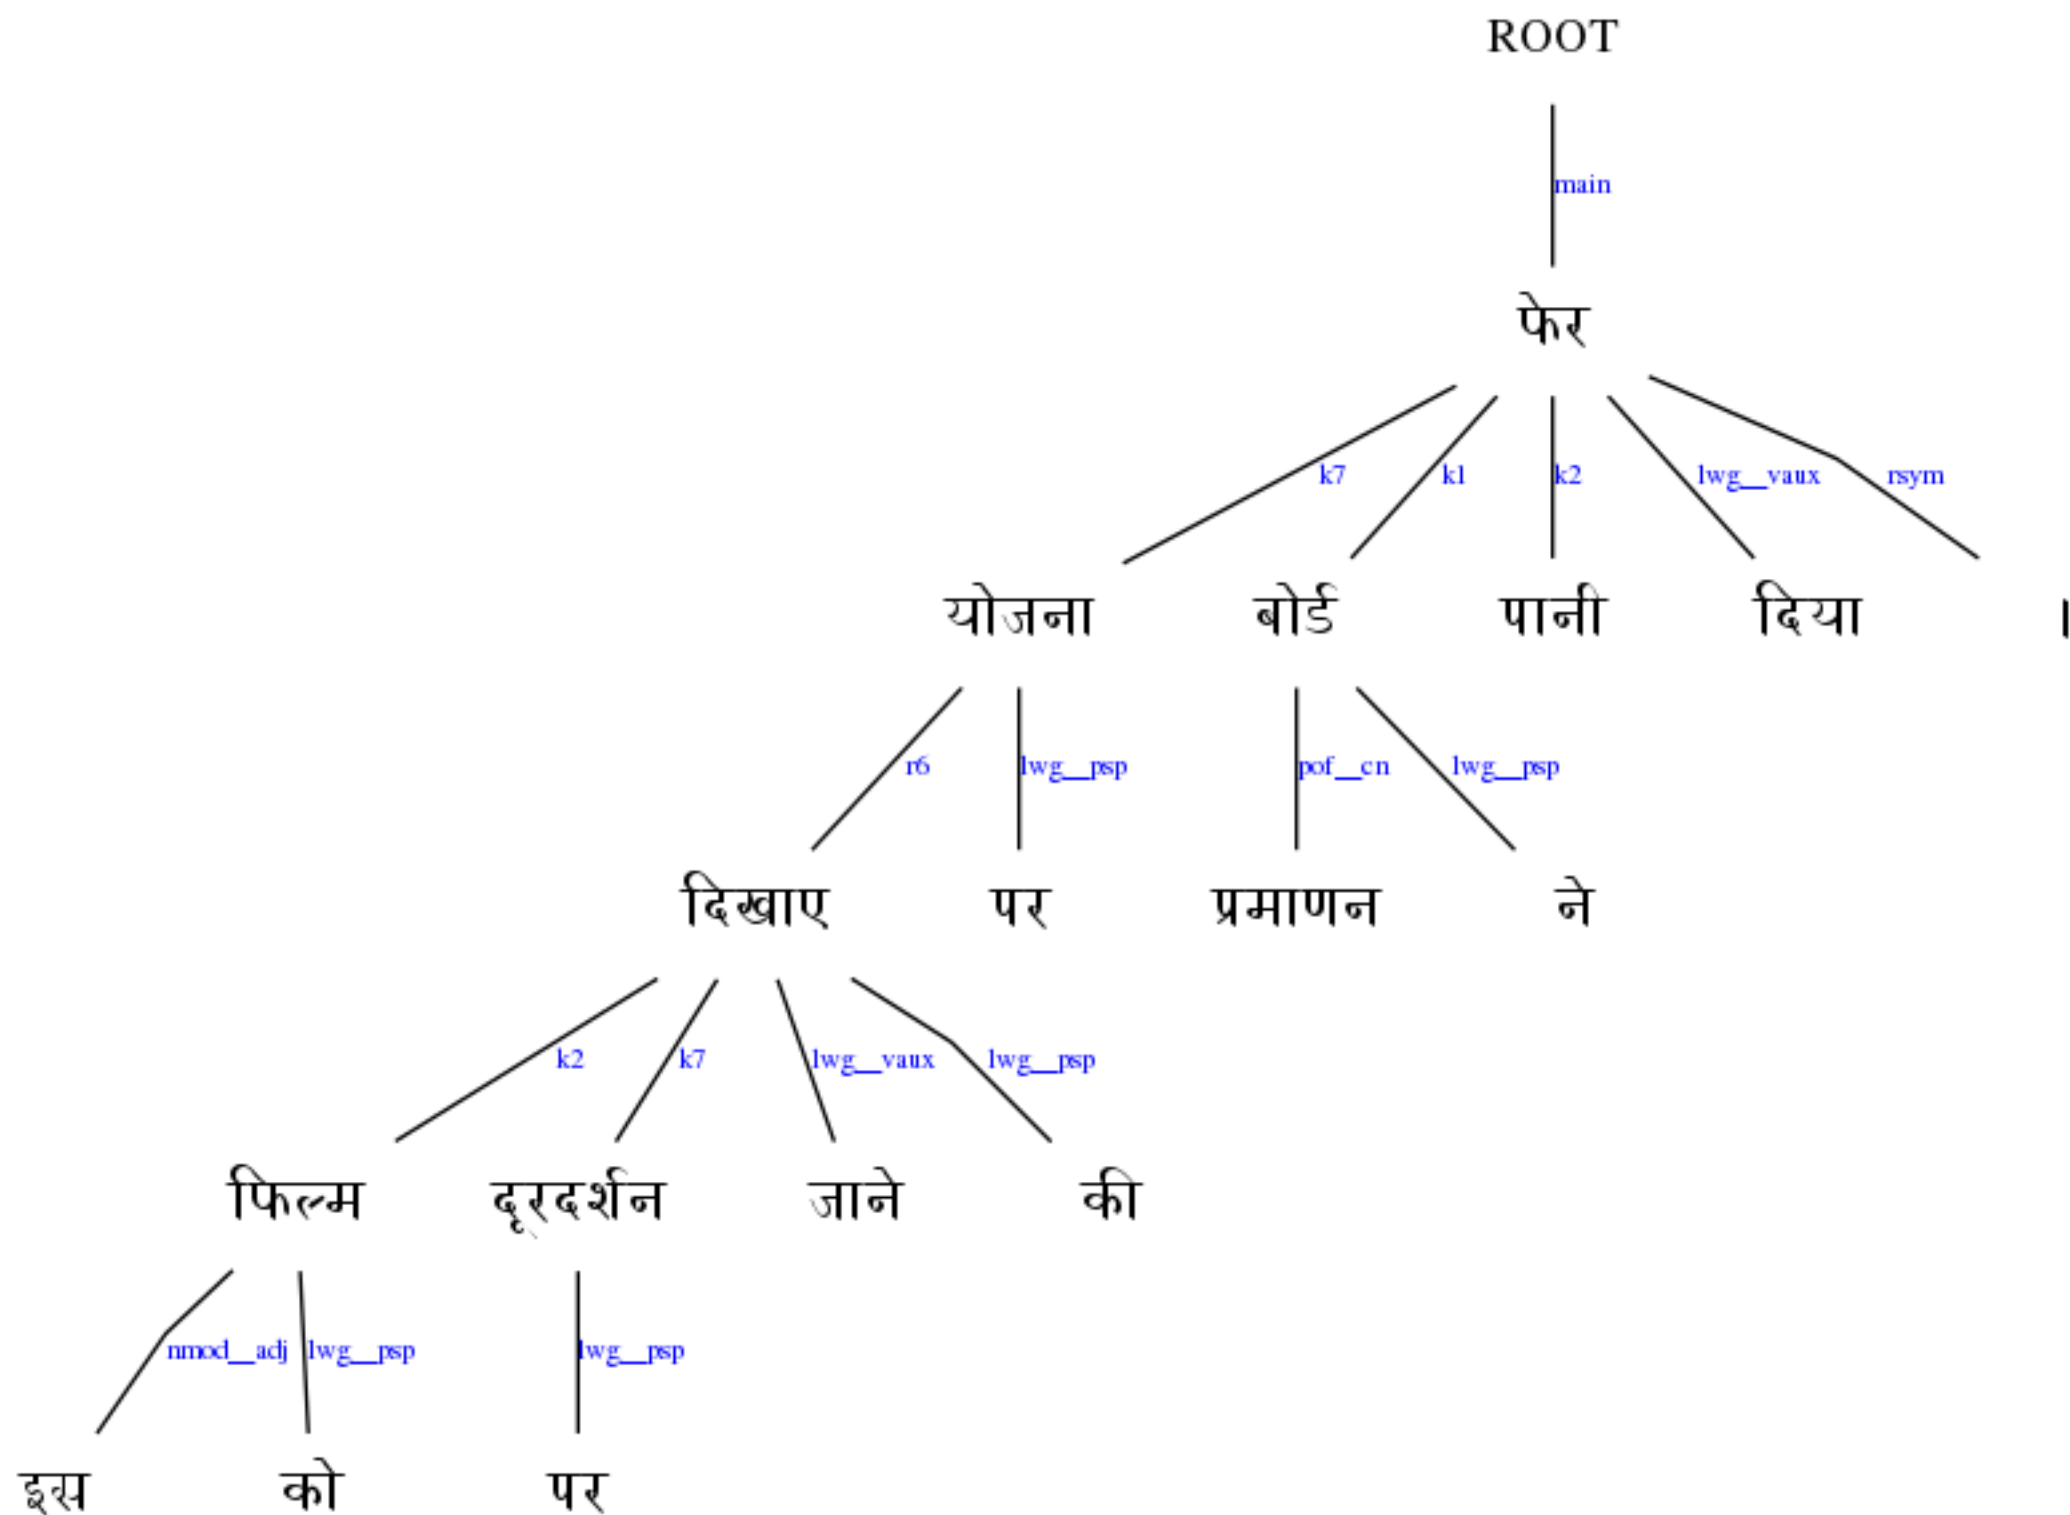 ROOT
main
फेर
k7 k1 k2 lwg__vaux rsym
योजना बोर्ड पानी दिया ।
r6 lwg__psp pof__cn lwg__psp
दिखाए पर प्रमाणन ने
k2 k7 lwg__vaux lwg__psp
फिल्म दूरदर्शन जाने की
nmod__adj lwg__psp lwg__psp
इस को पर